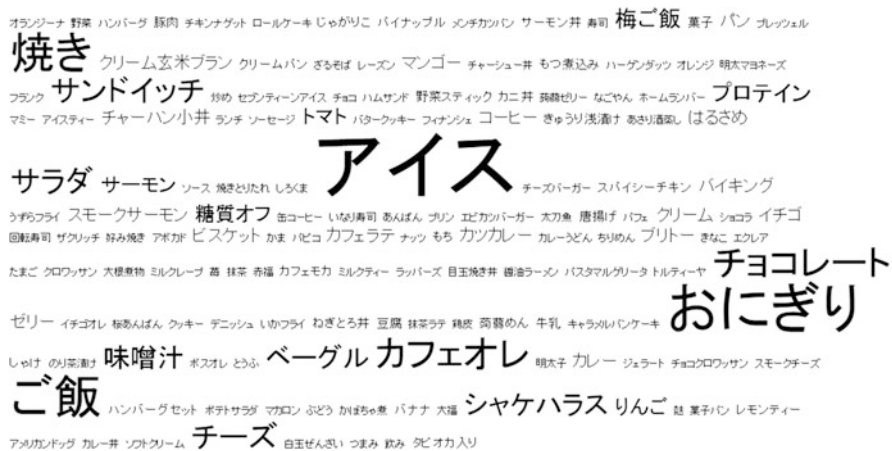 オランジーナ 野菜 ハンバーグ 豚肉 チキンナゲット ロールケーキ じゃがりこ パイナップル メンチカツパン サーモン丼 寿司 梅ご飯 菓子 パン プレッツェル
焼き クリーム玄米ブラン クリームパン ざるそば レーズン マンゴー チャーシュー丼 もつ煮込み ハーゲンダッツ オレンジ 明太マヨネーズ
フランク サンドイッチ 炒め セブンティーンアイス チョコ ハムサンド 野菜スティック カニ丼 蒟蒻ゼリー なごやん ホームランバー プロテイン
マミー アイスティー チャーハン小丼 ランチ ソーセージ トマト バタークッキー フィナンシェ コーヒー きゅうり浅漬け あさり酒蒸し はるさめ
サラダ サーモン ソース 焼きとりたれ しろくま アイス チーズバーガー スパイシーチキン バイキング
うずらフライ スモークサーモン 糖質オフ 缶コーヒー いなり寿司 あんぱん プリン エビカツバーガー 太刀魚 唐揚げ パフェ クリーム ショコラ イチゴ
回転寿司 ザクリッチ 好み焼き アボカド ビスケット かま パピコ カフェラテ ナッツ もち カツカレー カレーうどん ちりめん ブリトー きなこ エクレア
たまご クロワッサン 大根煮物 ミルクレープ 苺 抹茶 赤福 カフェモカ ミルクティー ラッパーズ 目玉焼き丼 醤油ラーメン パスタマルゲリータ トルティーヤ チョコレート
ゼリー イチゴオレ 桜あんぱん クッキー デニッシュ いかフライ ねぎとろ丼 豆腐 抹茶ラテ 鶏皮 蒟蒻めん 牛乳 キャラメルパンケーキ おにぎり
しゃけ のり茶漬け 味噌汁 ボスオレ とうふ ベーグル カフェオレ 明太子 カレー ジェラート チョコクロワッサン スモークチーズ
ご飯 ハンバーグセット ポテトサラダ マカロン ぶどう かぼちゃ煮 バナナ 大福 シャケハラス りんご 麩 菓子パン レモンティー
アメリカンドッグ カレー丼 ソフトクリーム チーズ 白玉ぜんざい つまみ 飲み タピオカ入り